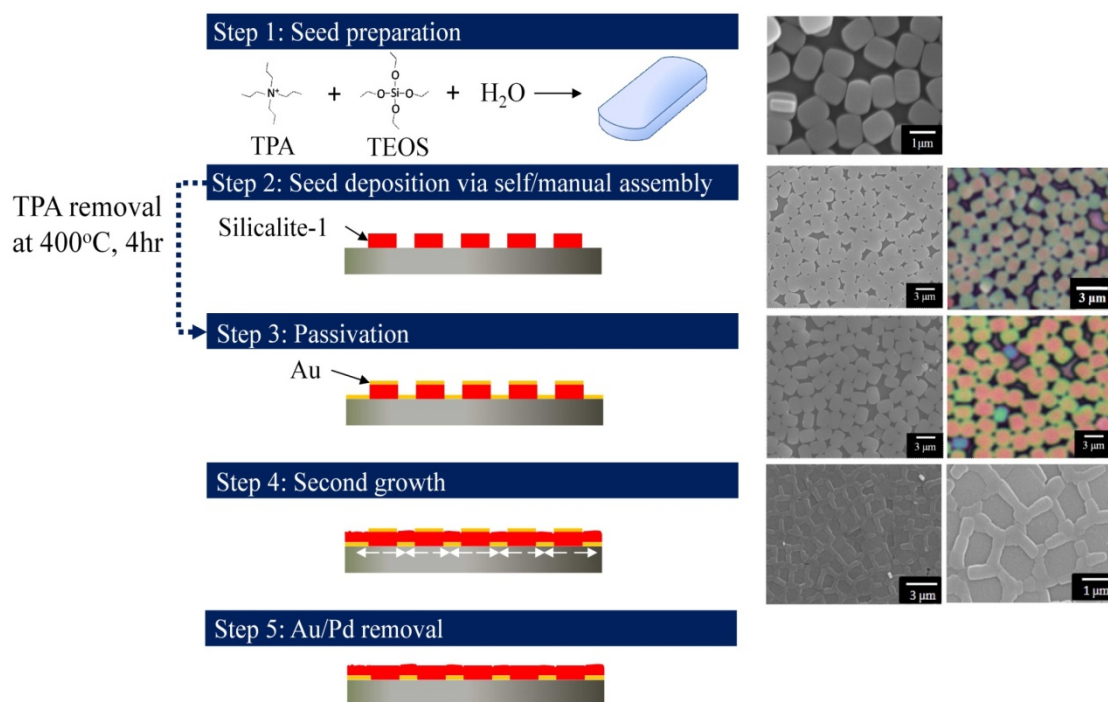 Step 1: Seed preparation
N⁺
+
O
O Si O
O
+
H₂O
TPA
TEOS
1µm
Step 2: Seed deposition via self/manual assembly
TPA removal
at 400°C, 4hr
Silicalite-1
3 µm
3 µm
Step 3: Passivation
Au
3 µm
3 µm
Step 4: Second growth
3 µm
1 µm
Step 5: Au/Pd removal